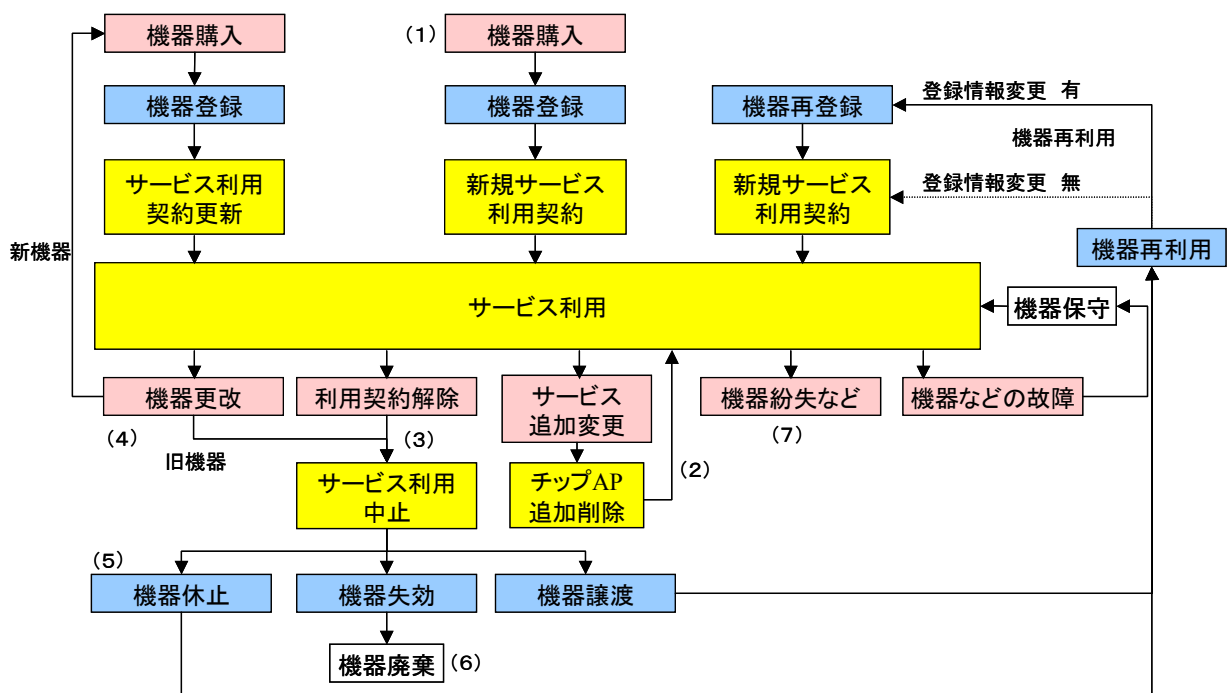 機器購入
(1)
機器購入
機器登録
機器登録
機器再登録
登録情報変更 有
機器再利用
サービス利用
契約更新
新規サービス
利用契約
新規サービス
利用契約
登録情報変更 無
新機器
機器再利用
サービス利用
機器保守
機器更改
利用契約解除
サービス
追加変更
機器紛失など
機器などの故障
(4)
(3)
(7)
旧機器
(2)
サービス利用
中止
チップAP
追加削除
(5)
機器休止
機器失効
機器譲渡
機器廃棄
(6)